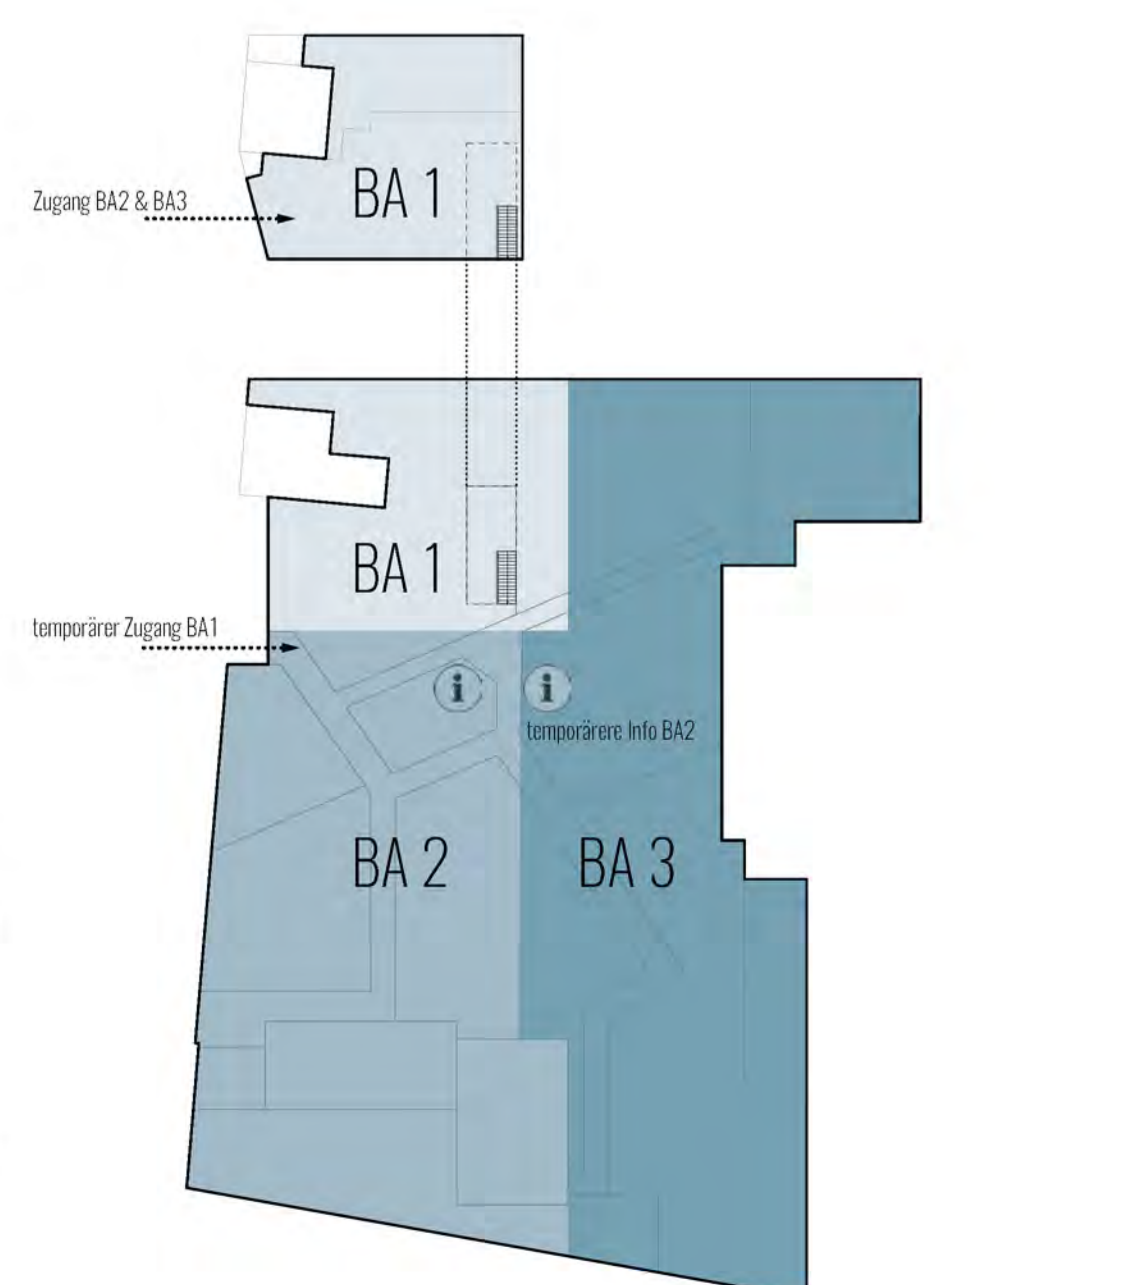 BA 1
Zugang BA2 & BA3
BA 1
temporärer Zugang BA1
i
i
temporärere Info BA2
BA 2
BA 3